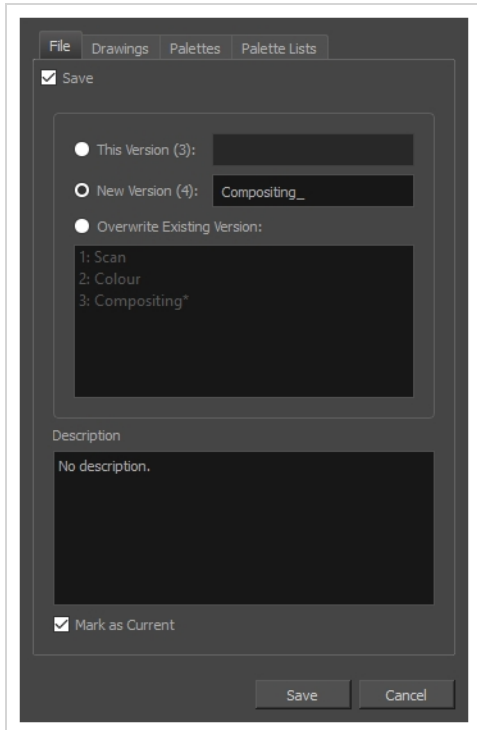 File Drawings Palettes Palette Lists
Save
This Version (3):
New Version (4): Compositing_
Overwrite Existing Version:
1: Scan
2: Colour
3: Compositing*
Description
No description.
Mark as Current
Save Cancel